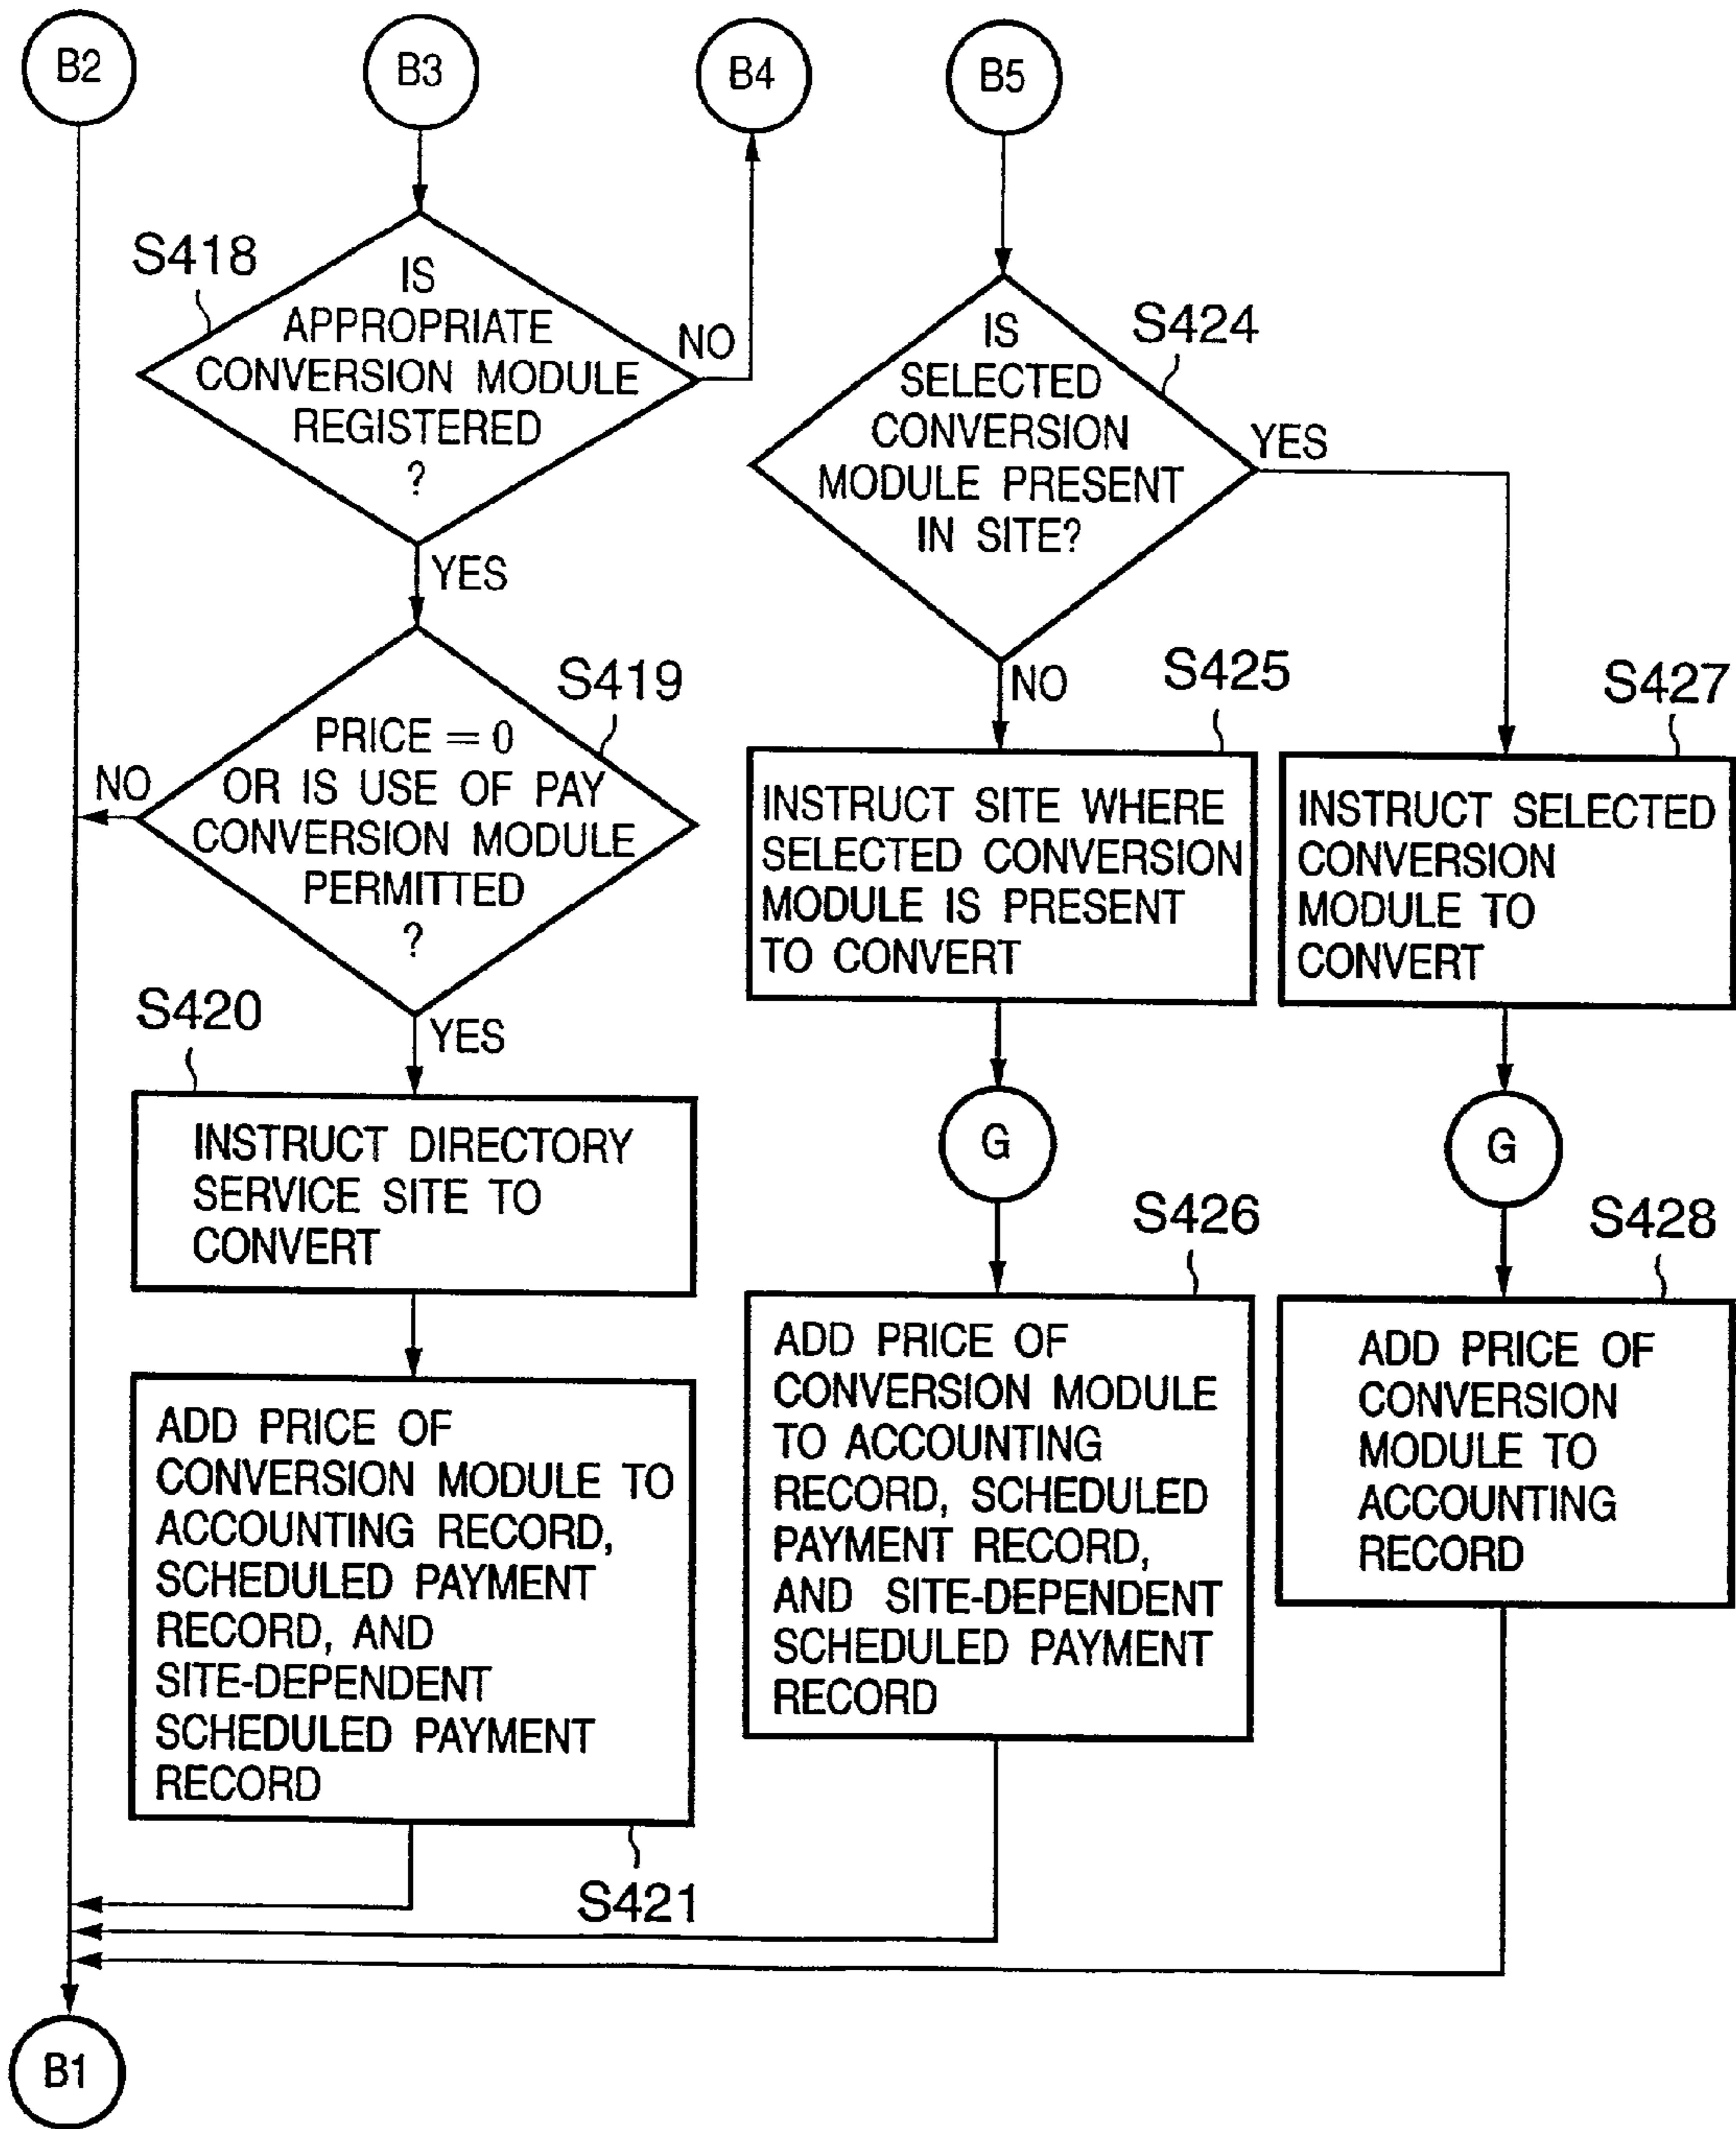 B2
B3
B4
B5
S418
IS
APPROPRIATE
CONVERSION MODULE
REGISTERED
?
NO
YES
S419
PRICE = 0
OR IS USE OF PAY
CONVERSION MODULE
PERMITTED
?
NO
YES
S420
INSTRUCT DIRECTORY
SERVICE SITE TO
CONVERT
ADD PRICE OF
CONVERSION MODULE TO
ACCOUNTING RECORD,
SCHEDULED PAYMENT
RECORD, AND
SITE-DEPENDENT
SCHEDULED PAYMENT
RECORD
S421
S424
IS
SELECTED
CONVERSION
MODULE PRESENT
IN SITE?
YES
NO
S425
INSTRUCT SITE WHERE
SELECTED CONVERSION
MODULE IS PRESENT
TO CONVERT
G
S426
ADD PRICE OF
CONVERSION MODULE
TO ACCOUNTING
RECORD, SCHEDULED
PAYMENT RECORD,
AND SITE-DEPENDENT
SCHEDULED PAYMENT
RECORD
S427
INSTRUCT SELECTED
CONVERSION
MODULE TO
CONVERT
G
S428
ADD PRICE OF
CONVERSION
MODULE TO
ACCOUNTING
RECORD
B1